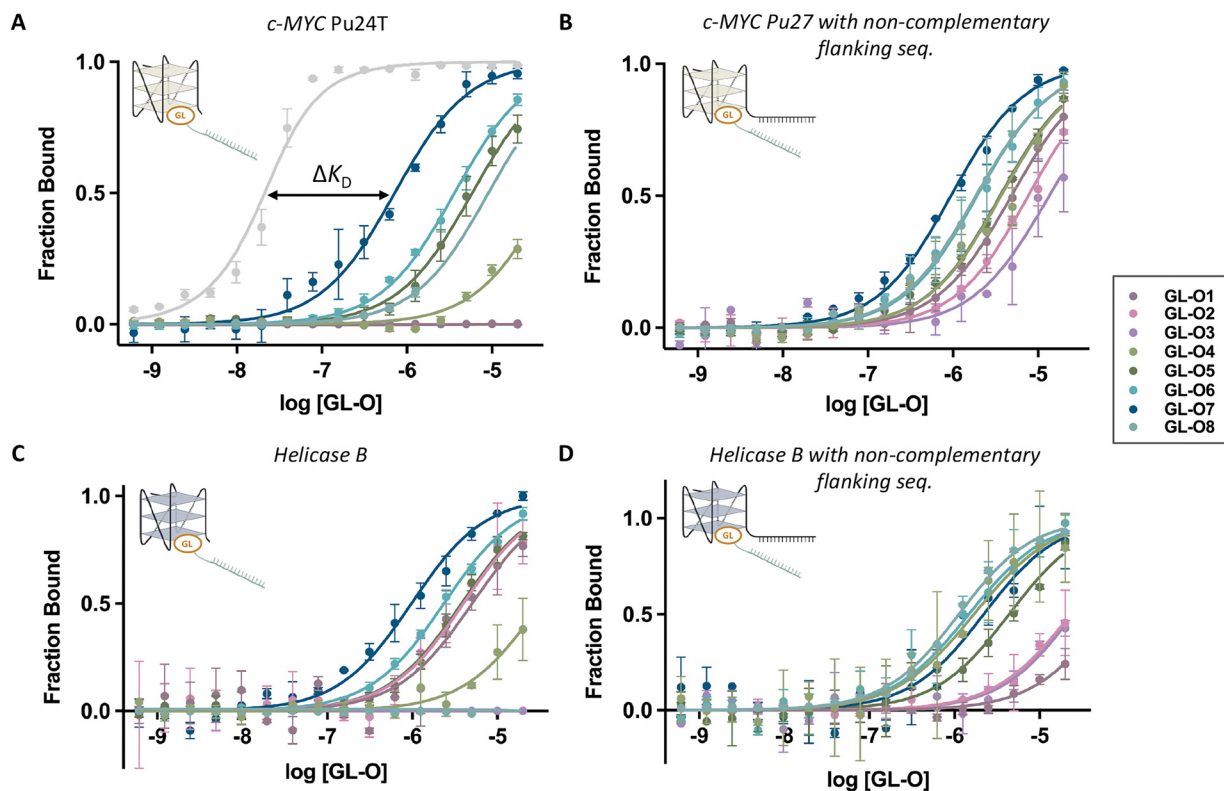 A
c-MYC Pu24T
1.0
0.5
0.0
Fraction Bound
GL
ΔKD
-9
-8
-7
-6
-5
log [GL-O]
B
c-MYC Pu27 with non-complementary
flanking seq.
1.0
0.5
0.0
Fraction Bound
GL
-9
-8
-7
-6
-5
log [GL-O]
GL-O1
GL-O2
GL-O3
GL-O4
GL-O5
GL-O6
GL-O7
GL-O8
C
Helicase B
1.0
0.5
0.0
Fraction Bound
GL
-9
-8
-7
-6
-5
log [GL-O]
D
Helicase B with non-complementary
flanking seq.
1.0
0.5
0.0
Fraction Bound
GL
-9
-8
-7
-6
-5
log [GL-O]